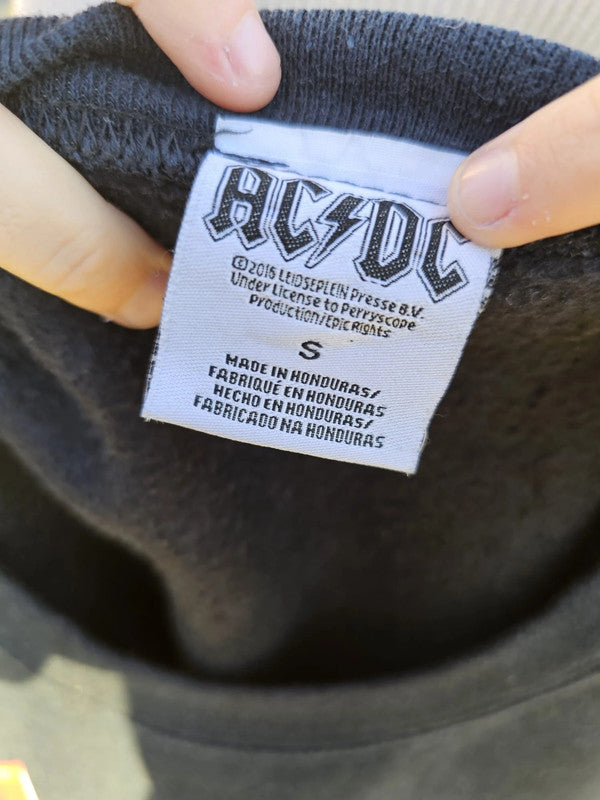 AC⚡DC
©2016 LEIDSEPLEIN Presse B.V.
Under License to Perryscope
Production/Epic Rights
S
MADE IN HONDURAS/
FABRIQUÉ EN HONDURAS
HECHO EN HONDURAS/
FABRICADO NA HONDURAS